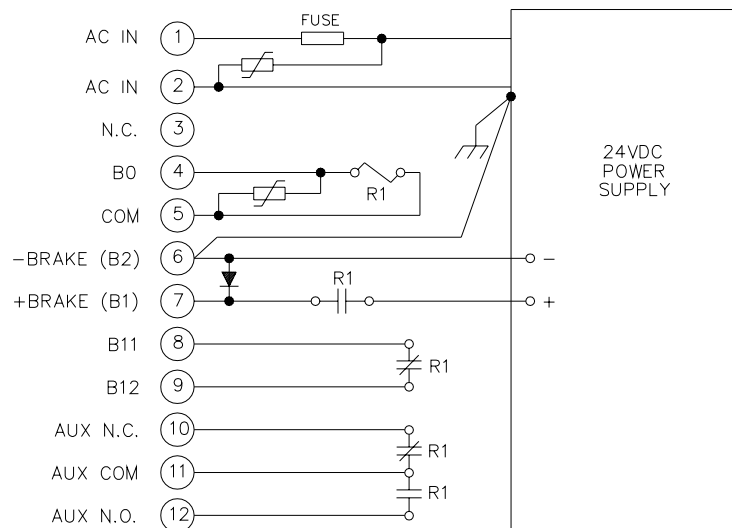 FUSE
AC IN 1
AC IN 2
N.C. 3
B0 4
R1
COM 5
24VDC
POWER
SUPPLY
-BRAKE (B2) 6 -
R1
+BRAKE (B1) 7 +
B11 8
R1
B12 9
AUX N.C. 10
R1
AUX COM 11
R1
AUX N.O. 12